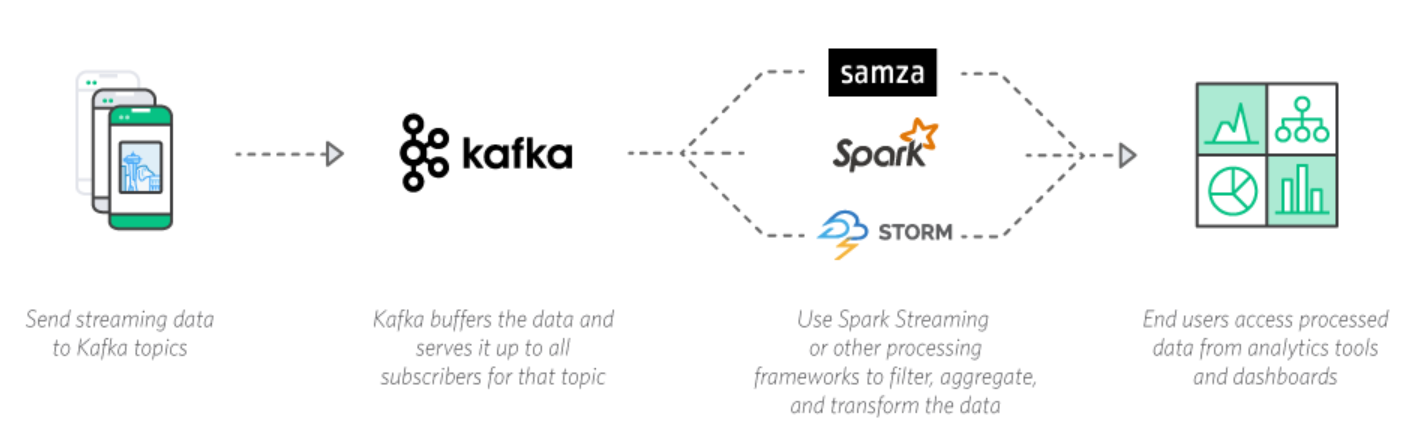 samza
kafka
Spark
STORM
Send streaming data
to Kafka topics
Kafka buffers the data and
serves it up to all
subscribers for that topic
Use Spark Streaming
or other processing
frameworks to filter, aggregate,
and transform the data
End users access processed
data from analytics tools
and dashboards